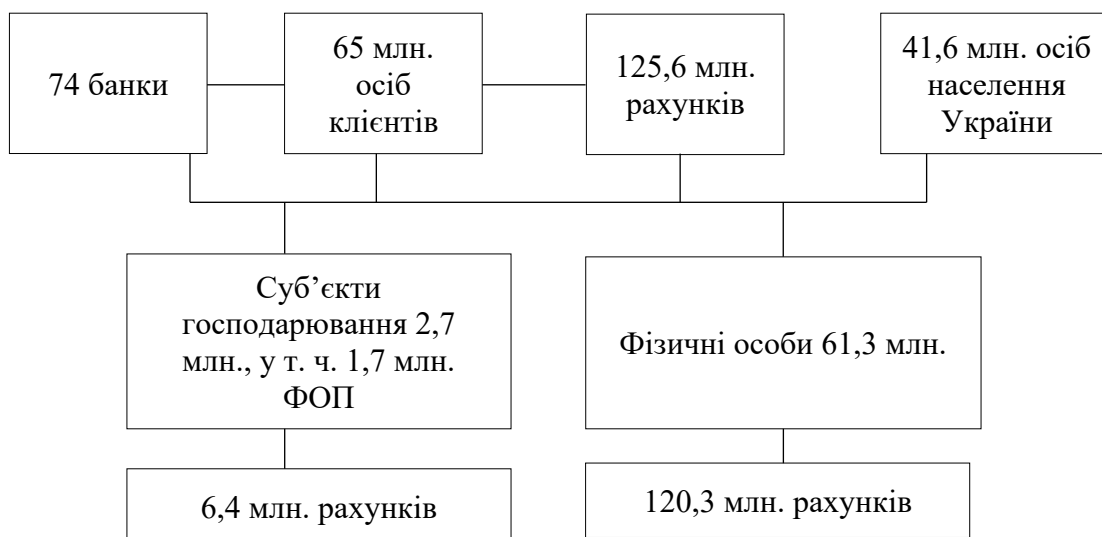 74 банки
65 млн.
осіб
клієнтів
125,6 млн.
рахунків
41,6 млн. осіб
населення
України
Суб’єкти
господарювання 2,7
млн., у т. ч. 1,7 млн.
ФОП
Фізичні особи 61,3 млн.
6,4 млн. рахунків
120,3 млн. рахунків